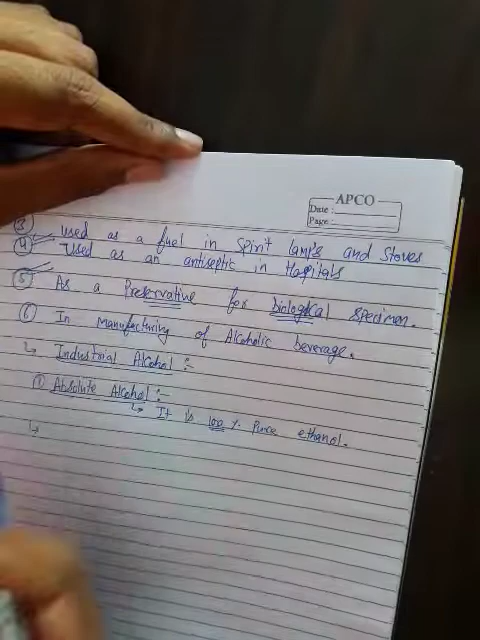 APCO
Date :
Page :
③ Used as a fuel in Spirit lamps and Stoves
④ Used as an antiseptic in Hospitals
⑤ As a Preservative for biological Specimen.
⑥ In manufacturing of Alcoholic beverage.
↳ Industrial Alcohol :-
① Absolute Alcohol :-
↳ It is 100 % Pure ethanol.
↳